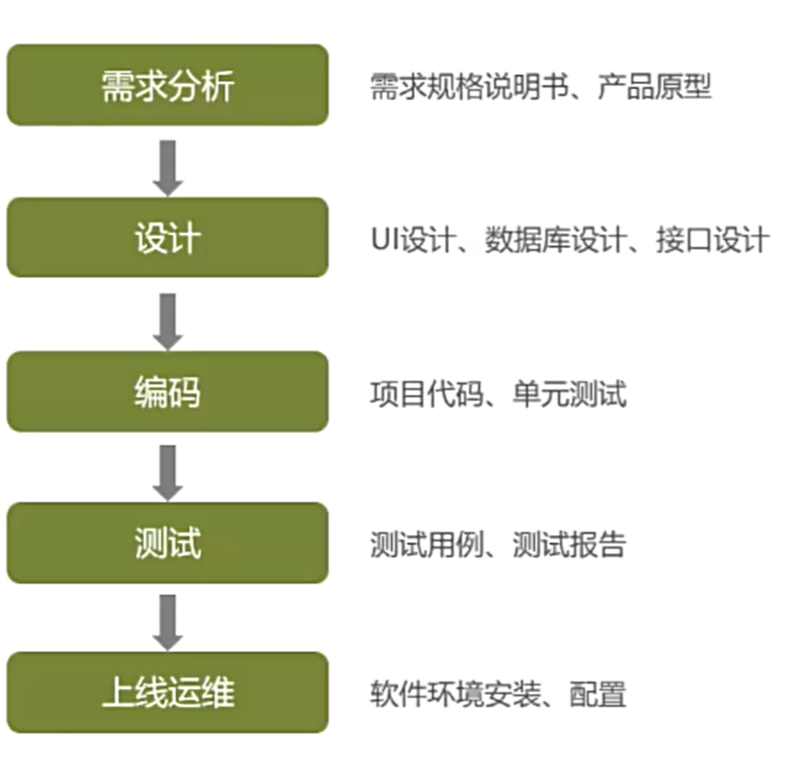 需求分析
需求规格说明书、产品原型
设计
UI设计、数据库设计、接口设计
编码
项目代码、单元测试
测试
测试用例、测试报告
上线运维
软件环境安装、配置